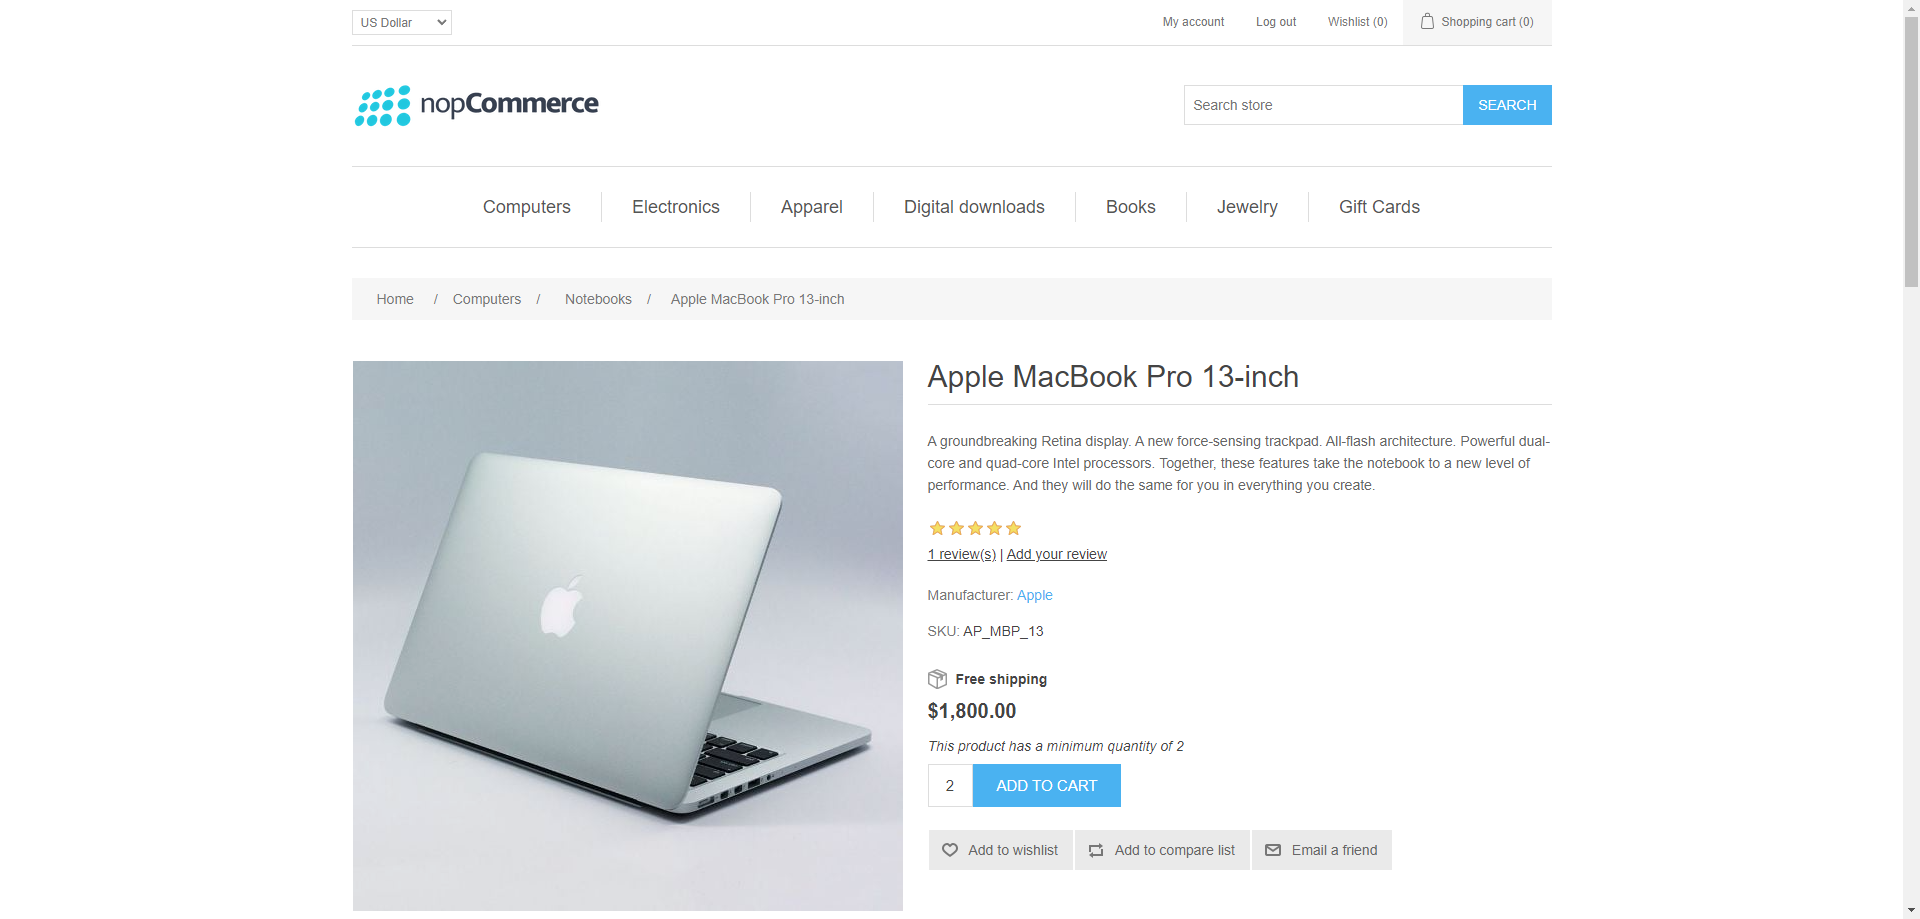 US Dollar
My account
Log out
Wishlist (0)
Shopping cart (0)
nopCommerce
Search store
SEARCH
Computers
Electronics
Apparel
Digital downloads
Books
Jewelry
Gift Cards
Home / Computers / Notebooks / Apple MacBook Pro 13-inch
Apple MacBook Pro 13-inch
A groundbreaking Retina display. A new force-sensing trackpad. All-flash architecture. Powerful dual-
core and quad-core Intel processors. Together, these features take the notebook to a new level of
performance. And they will do the same for you in everything you create.
1 review(s) | Add your review
Manufacturer: Apple
SKU: AP_MBP_13
Free shipping
$1,800.00
This product has a minimum quantity of 2
2
ADD TO CART
Add to wishlist
Add to compare list
Email a friend